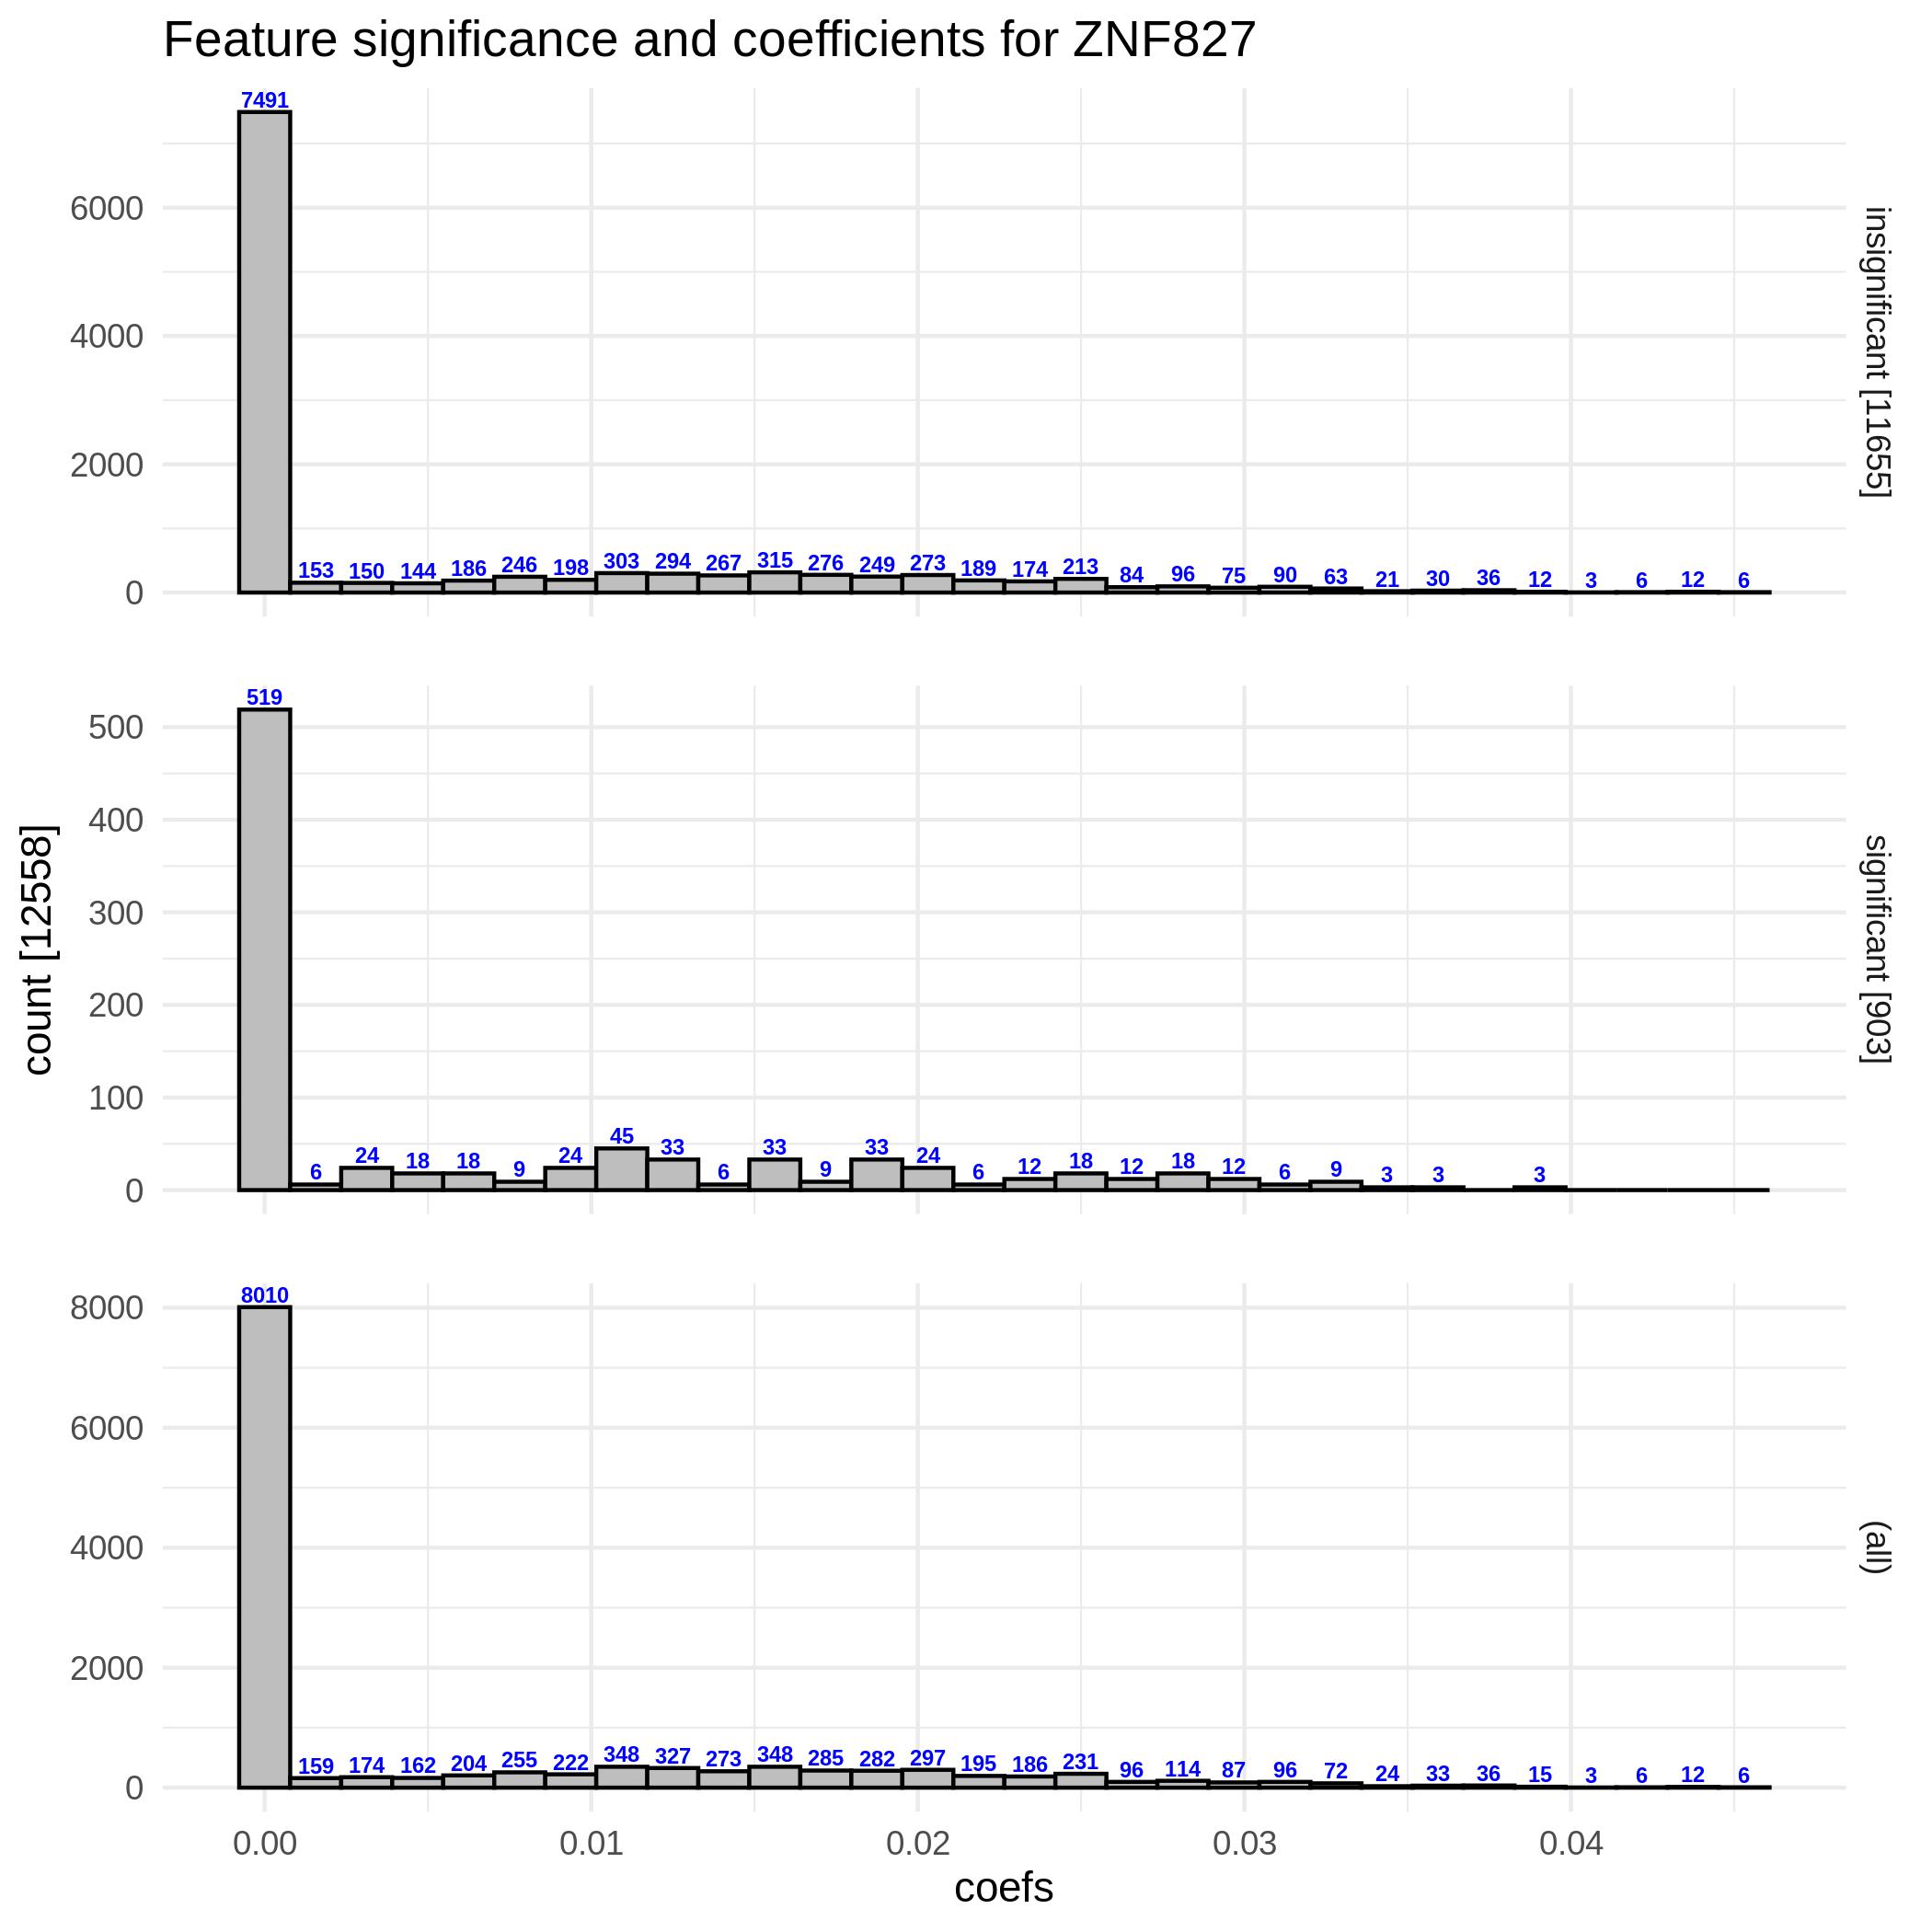 Feature significance and coefficients for ZNF827
7491
6000
4000
2000
0
153 150 144 186 246 198 303 294 267 315 276 249 273 189 174 213 84 96 75 90 63 21 30 36 12 3 6 12 6
insignificant [11655]
count [12558]
519
500
400
300
200
100
0
6 24 18 18 9 24 45 33 6 33 9 33 24 6 12 18 12 18 12 6 9 3 3 3
significant [903]
8010
8000
6000
4000
2000
0
159 174 162 204 255 222 348 327 273 348 285 282 297 195 186 231 96 114 87 96 72 24 33 36 15 3 6 12 6
(all)
0.00 0.01 0.02 0.03 0.04
coefs